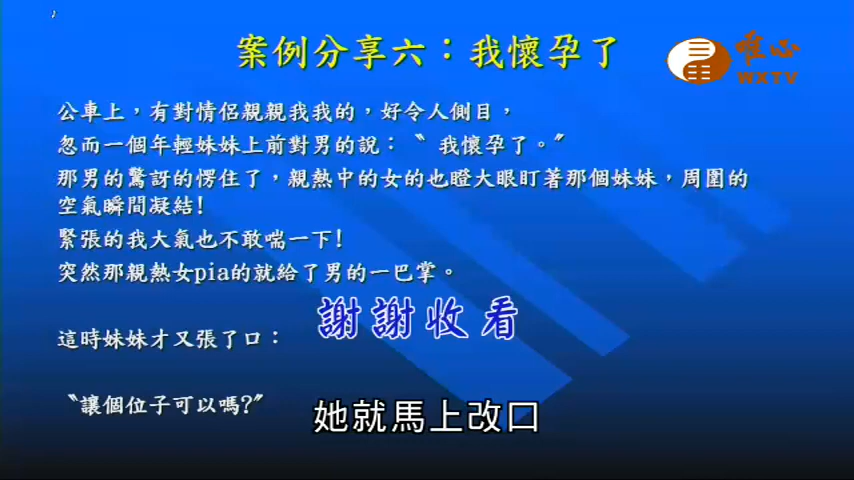 案例分享六：我懷孕了
唯心
WXTV
公車上，有對情侶親親我我的，好令人側目，
忽而一個年輕妹妹上前對男的說：〝 我懷孕了。〞
那男的驚訝的愣住了，親熱中的女的也瞪大眼盯著那個妹妹，周圍的
空氣瞬間凝結!
緊張的我大氣也不敢喘一下!
突然那親熱女pia的就給了男的一巴掌。
謝謝收看
這時妹妹才又張了口：
〝讓個位子可以嗎?〞
她就馬上改口